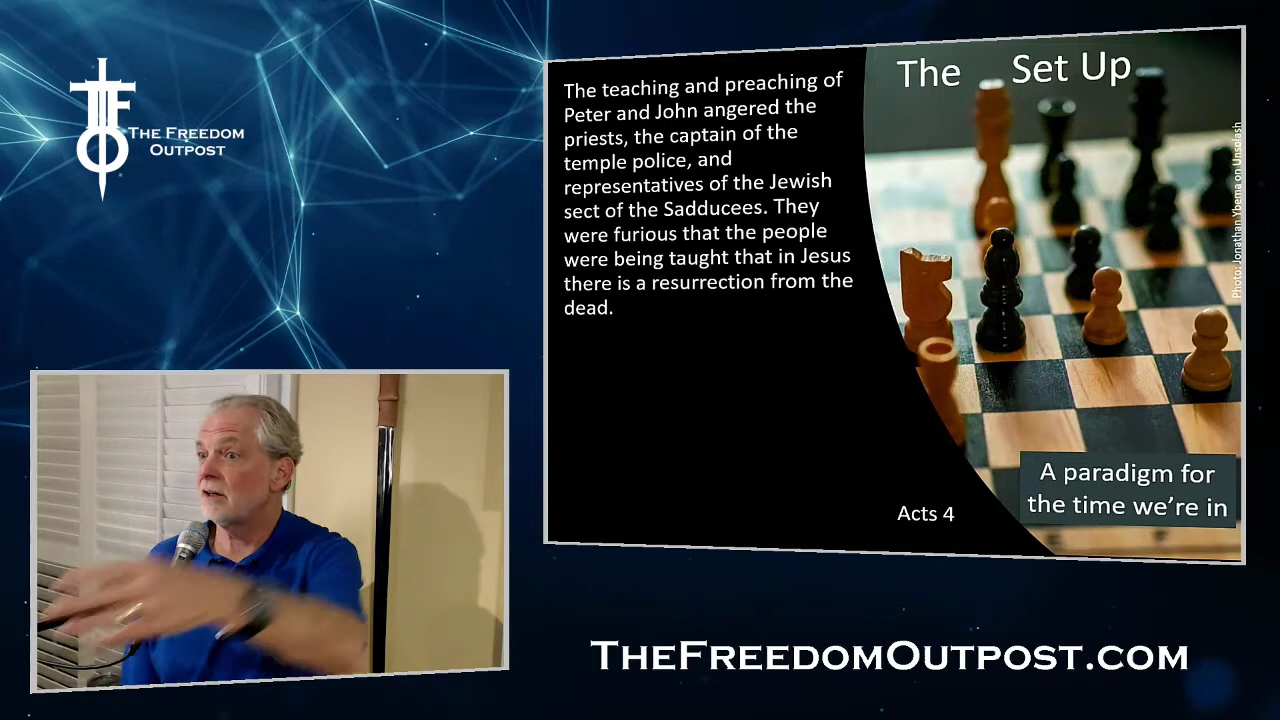 The Freedom
Outpost
The teaching and preaching of
Peter and John angered the
priests, the captain of the
temple police, and
representatives of the Jewish
sect of the Sadducees. They
were furious that the people
were being taught that in Jesus
there is a resurrection from the
dead.
Acts 4
The Set Up
Photo: Jonathan Ybema on Unsplash
A paradigm for
the time we’re in
TheFreedomOutpost.com